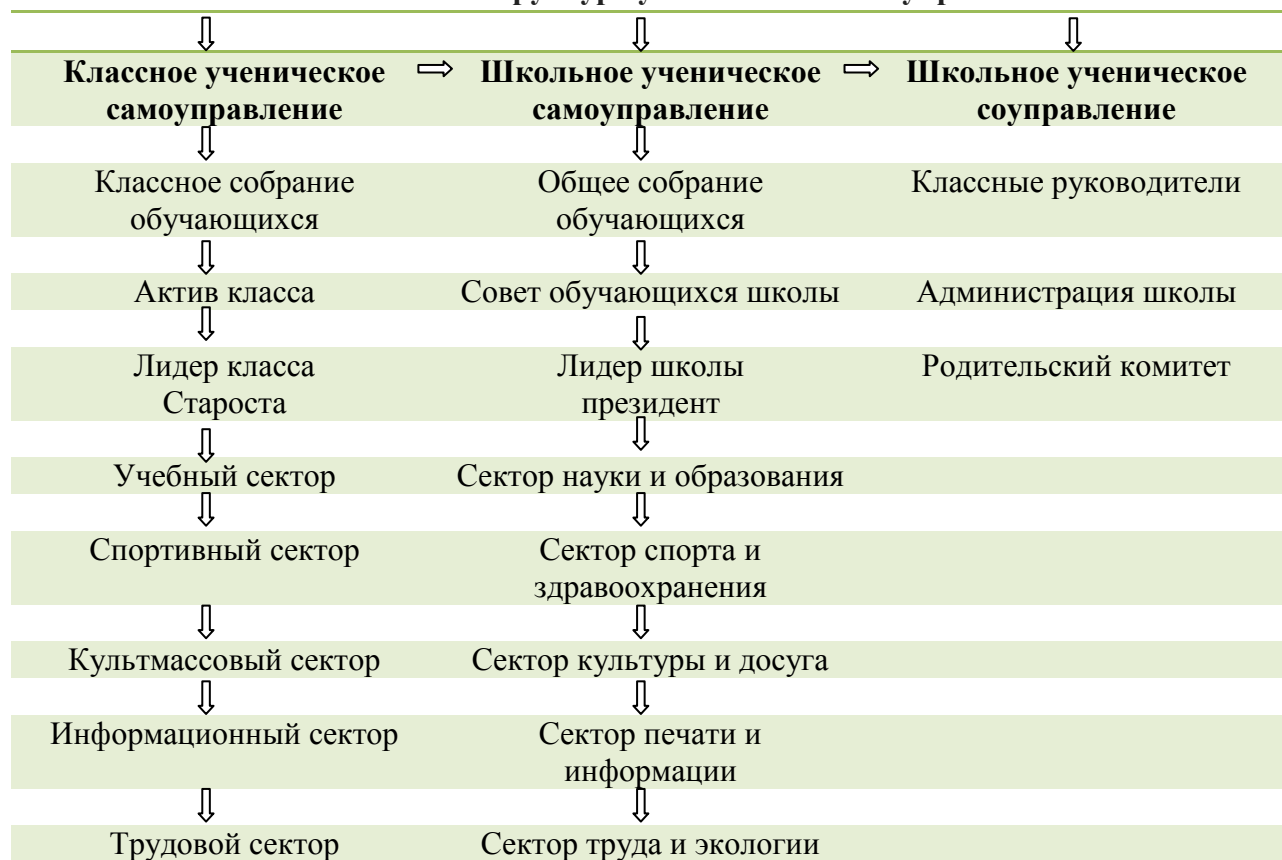 Классное ученическое
самоуправление
Школьное ученическое
самоуправление
Школьное ученическое
соуправление
Классное собрание
обучающихся
Общее собрание
обучающихся
Классные руководители
Актив класса
Совет обучающихся школы
Администрация школы
Лидер класса
Староста
Лидер школы
президент
Родительский комитет
Учебный сектор
Сектор науки и образования
Спортивный сектор
Сектор спорта и
здравоохранения
Культмассовый сектор
Сектор культуры и досуга
Информационный сектор
Сектор печати и
информации
Трудовой сектор
Сектор труда и экологии